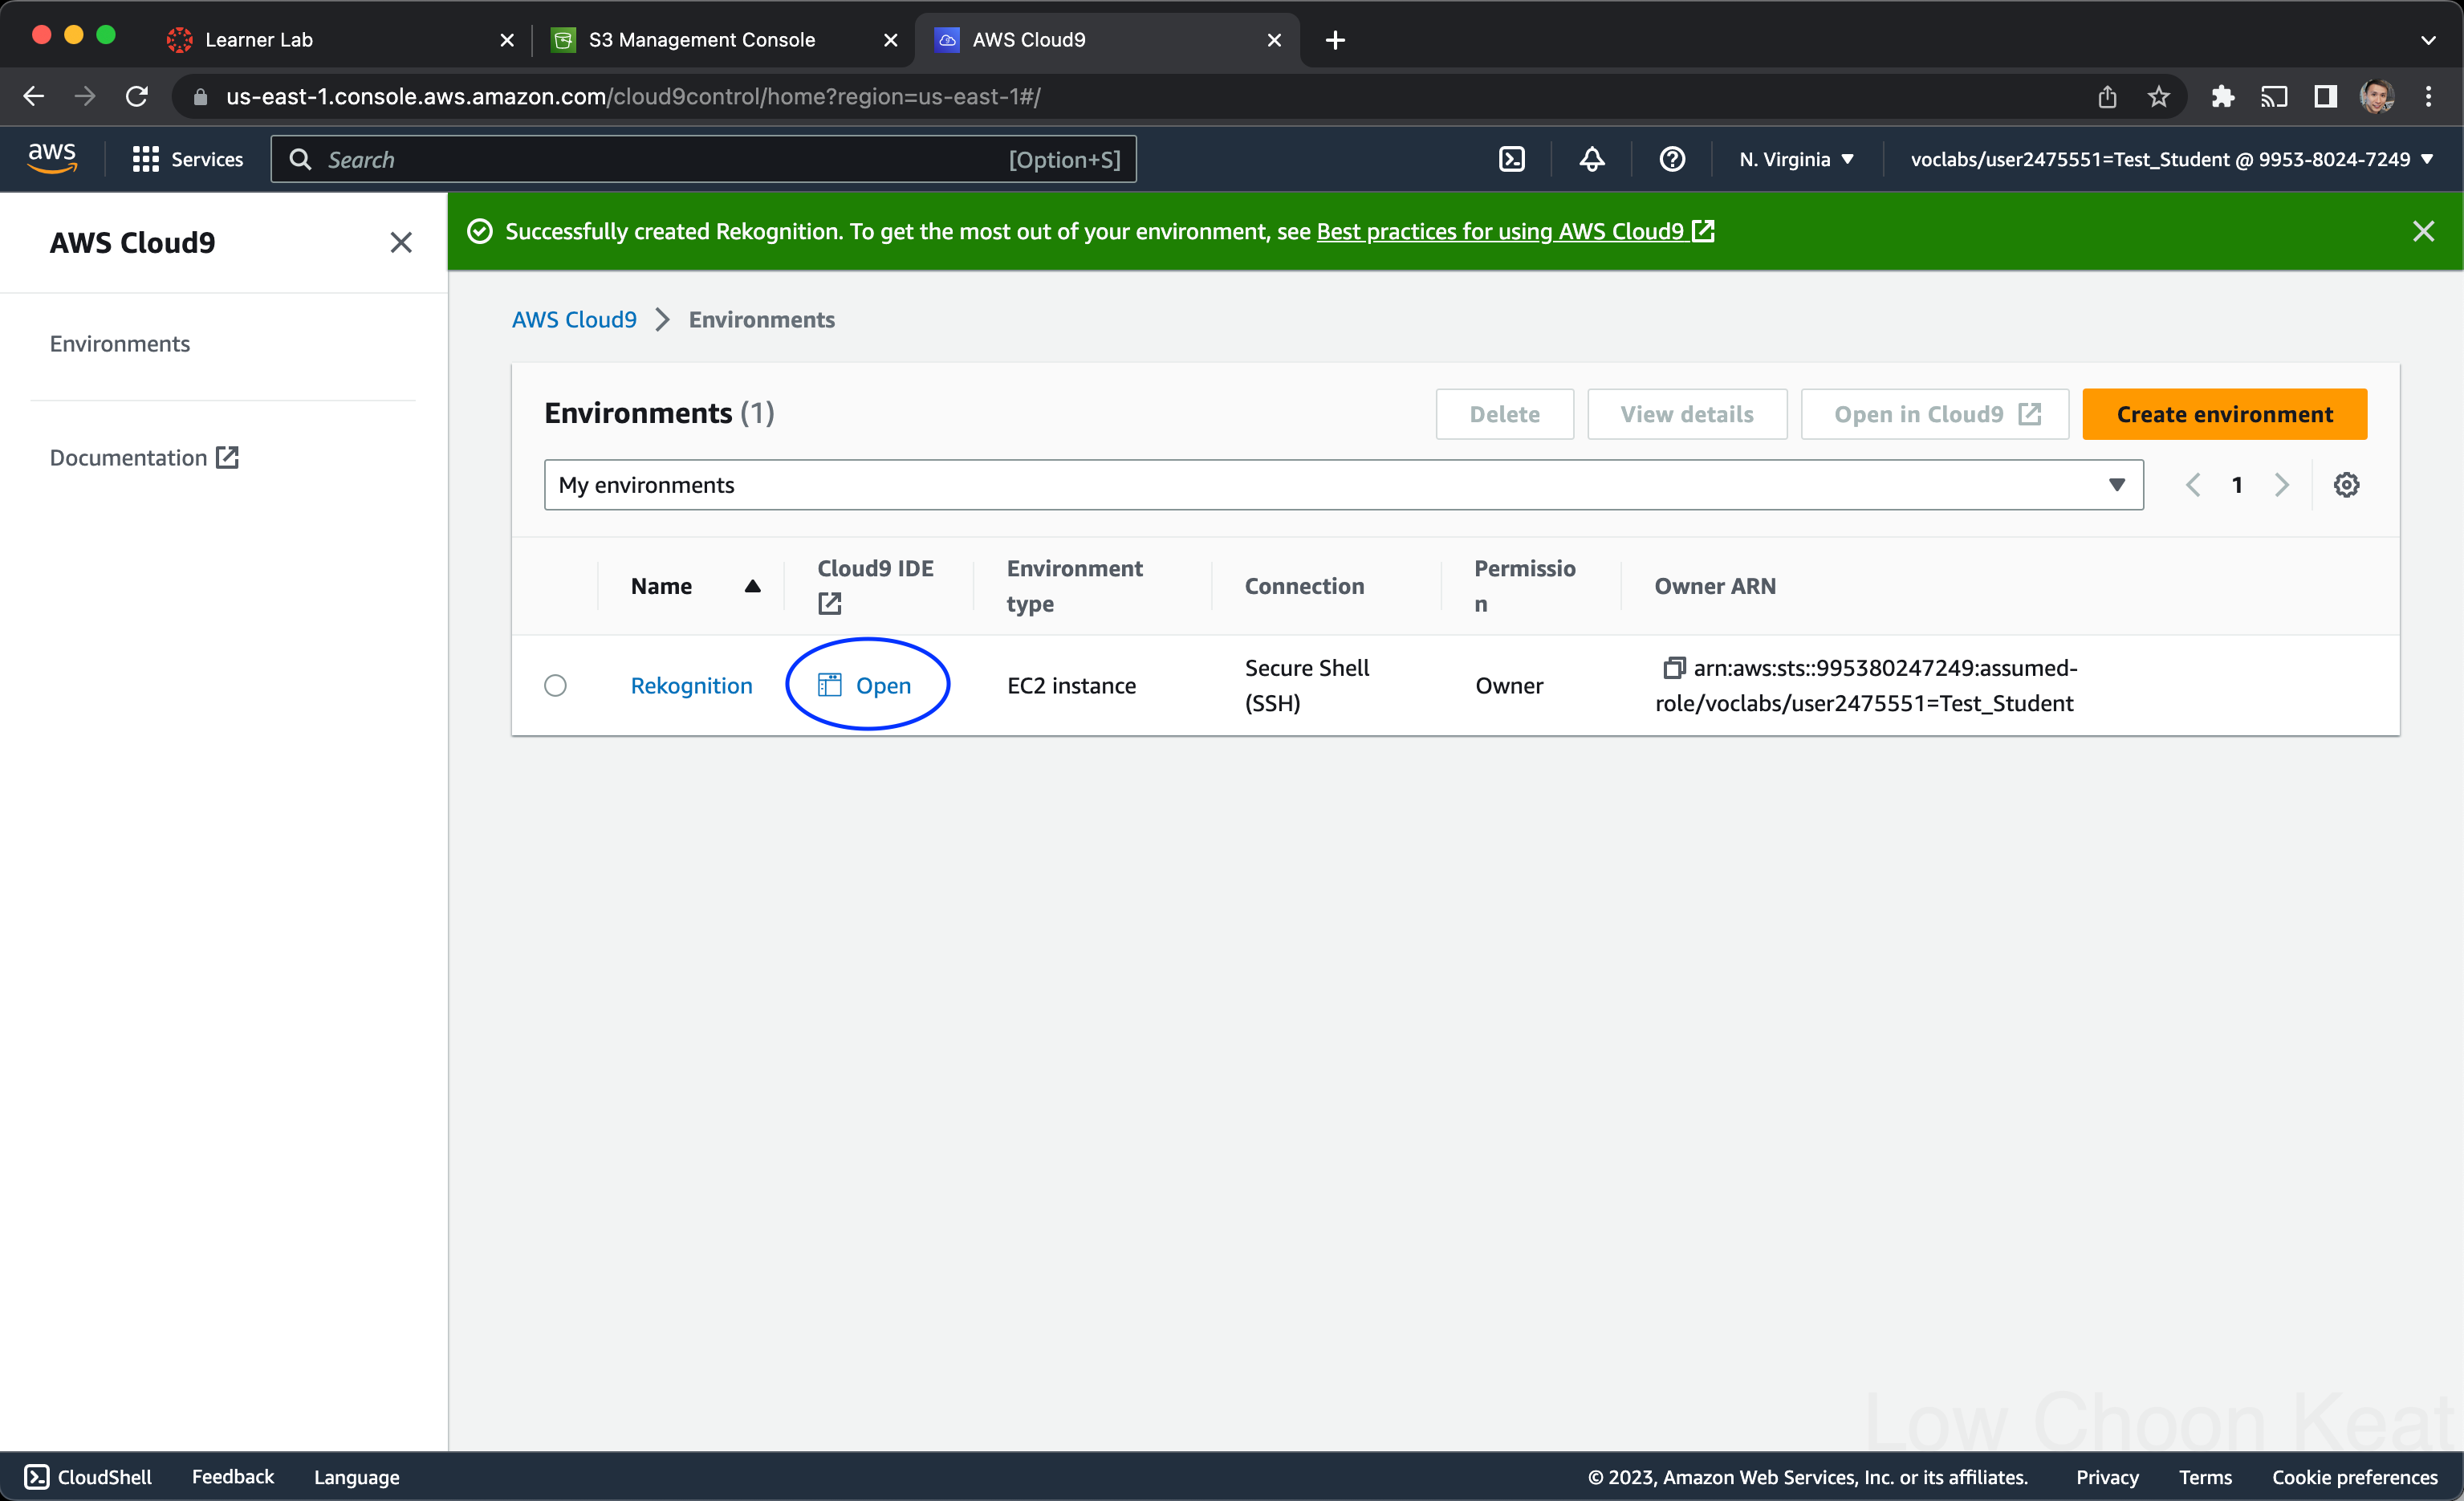 Learner Lab
S3 Management Console
AWS Cloud9
us-east-1.console.aws.amazon.com/cloud9control/home?region=us-east-1#/
aws
Services
Search
[Option+S]
N. Virginia
voclabs/user2475551=Test_Student @ 9953-8024-7249
AWS Cloud9
Successfully created Rekognition. To get the most out of your environment, see Best practices for using AWS Cloud9
Environments
Documentation
AWS Cloud9 > Environments
Environments (1)
Delete
View details
Open in Cloud9
Create environment
My environments
1
Name
Cloud9 IDE
Environment
type
Connection
Permissio
n
Owner ARN
Rekognition
Open
EC2 instance
Secure Shell
(SSH)
Owner
arn:aws:sts::995380247249:assumed-
role/voclabs/user2475551=Test_Student
Low Choon Keat
CloudShell
Feedback
Language
© 2023, Amazon Web Services, Inc. or its affiliates.
Privacy
Terms
Cookie preferences